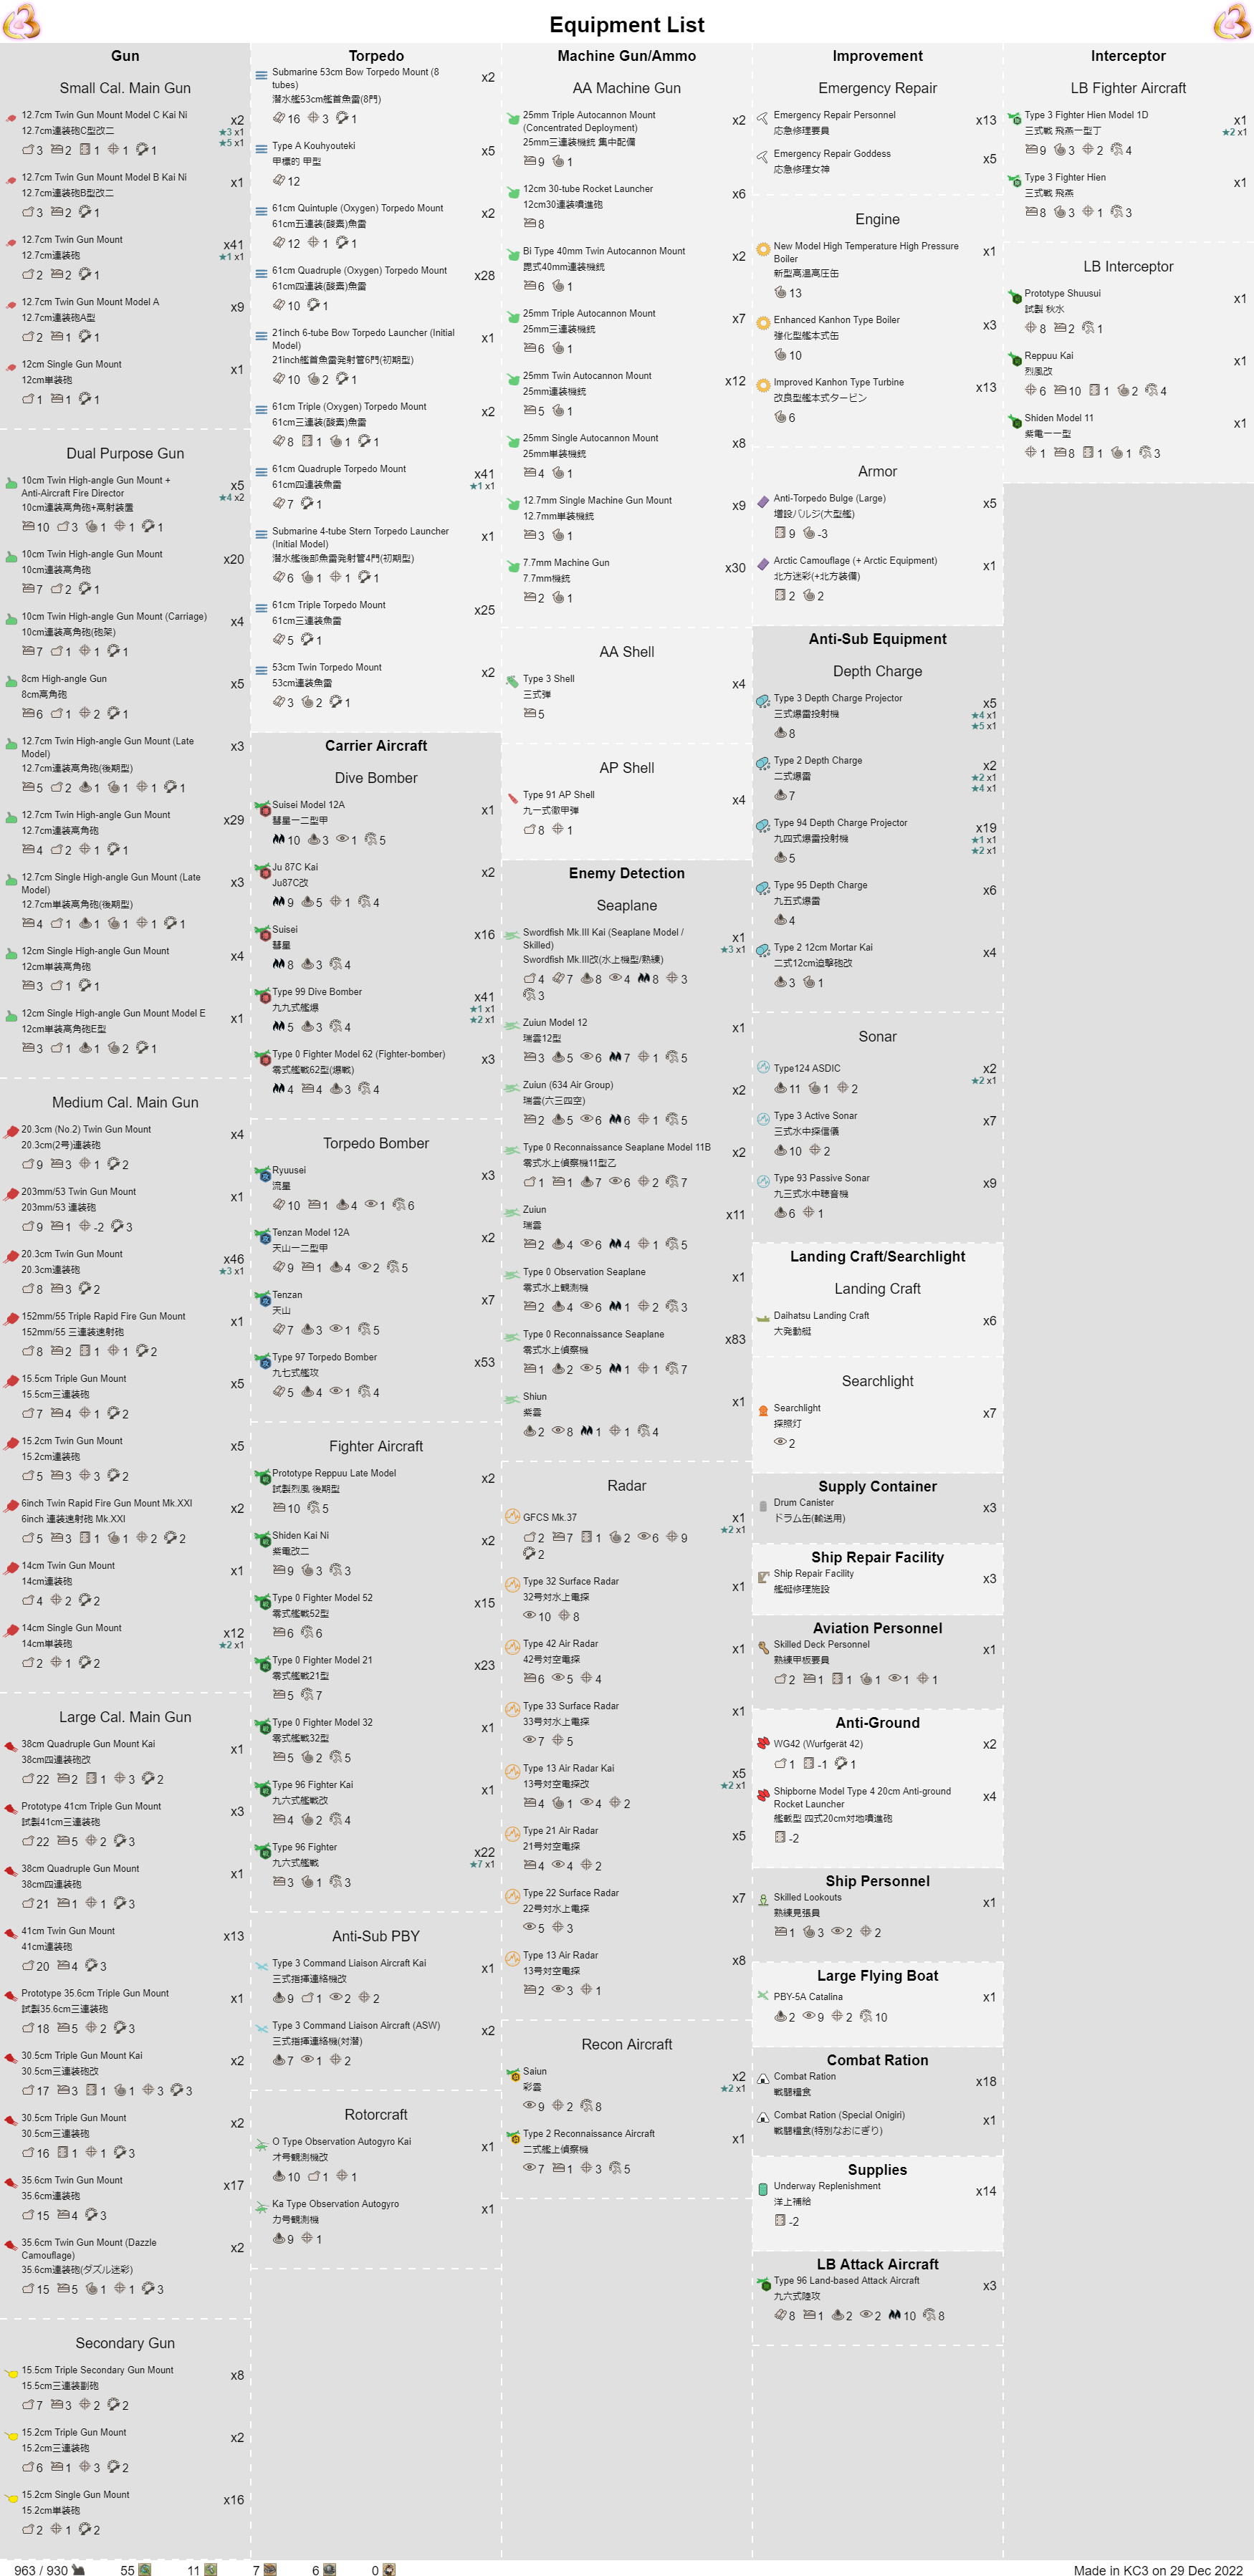 Equipment List
Gun
Small Cal. Main Gun
12.7cm Twin Gun Mount Model C Kai Ni x2
12.7cm連装砲C型改二 ★3 x1
★5 x1
3 2 1 1 1
12.7cm Twin Gun Mount Model B Kai Ni x1
12.7cm連装砲B型改二
3 2 1
12.7cm Twin Gun Mount x41
12.7cm連装砲 ★1 x1
2 2 1
12.7cm Twin Gun Mount Model A x9
12.7cm連装砲A型
2 1 1
12cm Single Gun Mount x1
12cm単装砲
1 1 1
Dual Purpose Gun
10cm Twin High-angle Gun Mount + x5
Anti-Aircraft Fire Director ★4 x2
10cm連装高角砲+高射装置
10 3 1 1 1
10cm Twin High-angle Gun Mount x20
10cm連装高角砲
7 2 1
10cm Twin High-angle Gun Mount (Carriage) x4
10cm連装高角砲(砲架)
7 1 1 1
8cm High-angle Gun x5
8cm高角砲
6 1 2 1
12.7cm Twin High-angle Gun Mount (Late x3
Model)
12.7cm連装高角砲(後期型)
5 2 1 1 1 1
12.7cm Twin High-angle Gun Mount x29
12.7cm連装高角砲
4 2 1 1
12.7cm Single High-angle Gun Mount (Late x3
Model)
12.7cm単装高角砲(後期型)
4 1 1 1 1 1
12cm Single High-angle Gun Mount x4
12cm単装高角砲
3 1 1
12cm Single High-angle Gun Mount Model E x1
12cm単装高角砲E型
3 1 1 2 1
Medium Cal. Main Gun
20.3cm (No.2) Twin Gun Mount x4
20.3cm(2号)連装砲
9 3 1 2
203mm/53 Twin Gun Mount x1
203mm/53 連装砲
9 1 -2 3
20.3cm Twin Gun Mount x46
20.3cm連装砲 ★3 x1
8 3 2
152mm/55 Triple Rapid Fire Gun Mount x1
152mm/55 三連装速射砲
8 2 1 1 2
15.5cm Triple Gun Mount x5
15.5cm三連装砲
7 4 1 2
15.2cm Twin Gun Mount x5
15.2cm連装砲
5 3 3 2
6inch Twin Rapid Fire Gun Mount Mk.XXI x2
6inch 連装速射砲 Mk.XXI
5 3 1 1 2 2
14cm Twin Gun Mount x1
14cm連装砲
4 2 2
14cm Single Gun Mount x12
14cm単装砲 ★2 x1
2 1 2
Large Cal. Main Gun
38cm Quadruple Gun Mount Kai x1
38cm四連装砲改
22 2 1 3 2
Prototype 41cm Triple Gun Mount x3
試製41cm三連装砲
22 5 2 3
38cm Quadruple Gun Mount x1
38cm四連装砲
21 1 1 3
41cm Twin Gun Mount x13
41cm連装砲
20 4 3
Prototype 35.6cm Triple Gun Mount x1
試製35.6cm三連装砲
18 5 2 3
30.5cm Triple Gun Mount Kai x2
30.5cm三連装砲改
17 3 1 1 3 3
30.5cm Triple Gun Mount x2
30.5cm三連装砲
16 1 1 3
35.6cm Twin Gun Mount x17
35.6cm連装砲
15 4 3
35.6cm Twin Gun Mount (Dazzle x2
Camouflage)
35.6cm連装砲(ダズル迷彩)
15 5 1 1 3
Secondary Gun
15.5cm Triple Secondary Gun Mount x8
15.5cm三連装副砲
7 3 2 2
15.2cm Triple Gun Mount x2
15.2cm三連装砲
6 1 3 2
15.2cm Single Gun Mount x16
15.2cm単装砲
2 1 2
Torpedo
Submarine 53cm Bow Torpedo Mount (8 x2
tubes)
潜水艦53cm艦首魚雷(8門)
16 3 1
Type A Kouhyouteki x5
甲標的 甲型
12
61cm Quintuple (Oxygen) Torpedo Mount x2
61cm五連装(酸素)魚雷
12 1 1
61cm Quadruple (Oxygen) Torpedo Mount x28
61cm四連装(酸素)魚雷
10 1
21inch 6-tube Bow Torpedo Launcher (Initial x1
Model)
21inch艦首魚雷発射管6門(初期型)
10 2 1
61cm Triple (Oxygen) Torpedo Mount x2
61cm三連装(酸素)魚雷
8 1 1 1
61cm Quadruple Torpedo Mount x41
61cm四連装魚雷 ★1 x1
7 1
Submarine 4-tube Stern Torpedo Launcher x1
(Initial Model)
潜水艦後部魚雷発射管4門(初期型)
6 1 1 1
61cm Triple Torpedo Mount x25
61cm三連装魚雷
5 1
53cm Twin Torpedo Mount x2
53cm連装魚雷
3 2 1
Carrier Aircraft
Dive Bomber
Suisei Model 12A x1
彗星一二型甲
10 3 1 5
Ju 87C Kai x2
Ju87C改
9 5 1 4
Suisei x16
彗星
8 3 4
Type 99 Dive Bomber x41
九九式艦爆 ★1 x1
★2 x1
5 3 4
Type 0 Fighter Model 62 (Fighter-bomber) x3
零式艦戦62型(爆戦)
4 4 3 4
Torpedo Bomber
Ryuusei x3
流星
10 1 4 1 6
Tenzan Model 12A x2
天山一二型甲
9 1 4 2 5
Tenzan x7
天山
7 3 1 5
Type 97 Torpedo Bomber x53
九七式艦攻
5 4 1 4
Fighter Aircraft
Prototype Reppuu Late Model x2
試製烈風 後期型
10 5
Shiden Kai Ni x2
紫電改二
9 3 3
Type 0 Fighter Model 52 x15
零式艦戦52型
6 6
Type 0 Fighter Model 21 x23
零式艦戦21型
5 7
Type 0 Fighter Model 32 x1
零式艦戦32型
5 2 5
Type 96 Fighter Kai x1
九六式艦戦改
4 2 4
Type 96 Fighter x22
九六式艦戦 ★7 x1
3 1 3
Anti-Sub PBY
Type 3 Command Liaison Aircraft Kai x1
三式指揮連絡機改
9 1 2 2
Type 3 Command Liaison Aircraft (ASW) x2
三式指揮連絡機(対潜)
7 1 2
Rotorcraft
O Type Observation Autogyro Kai x1
オ号観測機改
10 1 1
Ka Type Observation Autogyro x1
カ号観測機
9 1
Machine Gun/Ammo
AA Machine Gun
25mm Triple Autocannon Mount x2
(Concentrated Deployment)
25mm三連装機銃 集中配備
9 1
12cm 30-tube Rocket Launcher x6
12cm30連装噴進砲
8
Bi Type 40mm Twin Autocannon Mount x2
毘式40mm連装機銃
6 1
25mm Triple Autocannon Mount x7
25mm三連装機銃
6 1
25mm Twin Autocannon Mount x12
25mm連装機銃
5 1
25mm Single Autocannon Mount x8
25mm単装機銃
4 1
12.7mm Single Machine Gun Mount x9
12.7mm単装機銃
3 1
7.7mm Machine Gun x30
7.7mm機銃
2 1
AA Shell
Type 3 Shell x4
三式弾
5
AP Shell
Type 91 AP Shell x4
九一式徹甲弾
8 1
Enemy Detection
Seaplane
Swordfish Mk.III Kai (Seaplane Model / x1
Skilled) ★3 x1
Swordfish Mk.III改(水上機型/熟練)
4 7 8 4 8 3
3
Zuiun Model 12 x1
瑞雲12型
3 5 6 7 1 5
Zuiun (634 Air Group) x2
瑞雲(六三四空)
2 5 6 6 1 5
Type 0 Reconnaissance Seaplane Model 11B x2
零式水上偵察機11型乙
1 1 7 6 2 7
Zuiun x11
瑞雲
2 4 6 4 1 5
Type 0 Observation Seaplane x1
零式水上観測機
2 4 6 1 2 3
Type 0 Reconnaissance Seaplane x83
零式水上偵察機
1 2 5 1 1 7
Shiun x1
紫雲
2 8 1 1 4
Radar
GFCS Mk.37 x1
★2 x1
2 7 1 2 6 9
2
Type 32 Surface Radar x1
32号対水上電探
10 8
Type 42 Air Radar x1
42号対空電探
6 5 4
Type 33 Surface Radar x1
33号対水上電探
7 5
Type 13 Air Radar Kai x5
13号対空電探改 ★2 x1
4 1 4 2
Type 21 Air Radar x5
21号対空電探
4 4 2
Type 22 Surface Radar x7
22号対水上電探
5 3
Type 13 Air Radar x8
13号対空電探
2 3 1
Recon Aircraft
Saiun x2
彩雲 ★2 x1
9 2 8
Type 2 Reconnaissance Aircraft x1
二式艦上偵察機
7 1 3 5
Improvement
Emergency Repair
Emergency Repair Personnel x13
応急修理要員
Emergency Repair Goddess x5
応急修理女神
Engine
New Model High Temperature High Pressure x1
Boiler
新型高温高圧缶
13
Enhanced Kanhon Type Boiler x3
強化型艦本式缶
10
Improved Kanhon Type Turbine x13
改良型艦本式タービン
6
Armor
Anti-Torpedo Bulge (Large) x5
増設バルジ(大型艦)
9 -3
Arctic Camouflage (+ Arctic Equipment) x1
北方迷彩(+北方装備)
2 2
Anti-Sub Equipment
Depth Charge
Type 3 Depth Charge Projector x5
三式爆雷投射機 ★4 x1
★5 x1
8
Type 2 Depth Charge x2
二式爆雷 ★2 x1
★4 x1
7
Type 94 Depth Charge Projector x19
九四式爆雷投射機 ★1 x1
★2 x1
5
Type 95 Depth Charge x6
九五式爆雷
4
Type 2 12cm Mortar Kai x4
二式12cm迫撃砲改
3 1
Sonar
Type124 ASDIC x2
★2 x1
11 1 2
Type 3 Active Sonar x7
三式水中探信儀
10 2
Type 93 Passive Sonar x9
九三式水中聴音機
6 1
Landing Craft/Searchlight
Landing Craft
Daihatsu Landing Craft x6
大発動艇
Searchlight
Searchlight x7
探照灯
2
Supply Container
Drum Canister x3
ドラム缶(輸送用)
Ship Repair Facility
Ship Repair Facility x3
艦艇修理施設
Aviation Personnel
Skilled Deck Personnel x1
熟練甲板要員
2 1 1 1 1 1
Anti-Ground
WG42 (Wurfgerät 42) x2
1 -1 1
Shipborne Model Type 4 20cm Anti-ground x4
Rocket Launcher
艦載型 四式20cm対地噴進砲
-2
Ship Personnel
Skilled Lookouts x1
熟練見張員
1 3 2 2
Large Flying Boat
PBY-5A Catalina x1
2 9 2 10
Combat Ration
Combat Ration x18
戦闘糧食
Combat Ration (Special Onigiri) x1
戦闘糧食(特別なおにぎり)
Supplies
Underway Replenishment x14
洋上補給
-2
LB Attack Aircraft
Type 96 Land-based Attack Aircraft x3
九六式陸攻
8 1 2 2 10 8
Interceptor
LB Fighter Aircraft
Type 3 Fighter Hien Model 1D x1
三式戦 飛燕一型丁 ★2 x1
9 3 2 4
Type 3 Fighter Hien x1
三式戦 飛燕
8 3 1 3
LB Interceptor
Prototype Shuusui x1
試製 秋水
8 2 1
Reppuu Kai x1
烈風改
6 10 1 2 4
Shiden Model 11 x1
紫電一一型
1 8 1 1 3
963 / 930 55 11 7 6 0 Made in KC3 on 29 Dec 2022